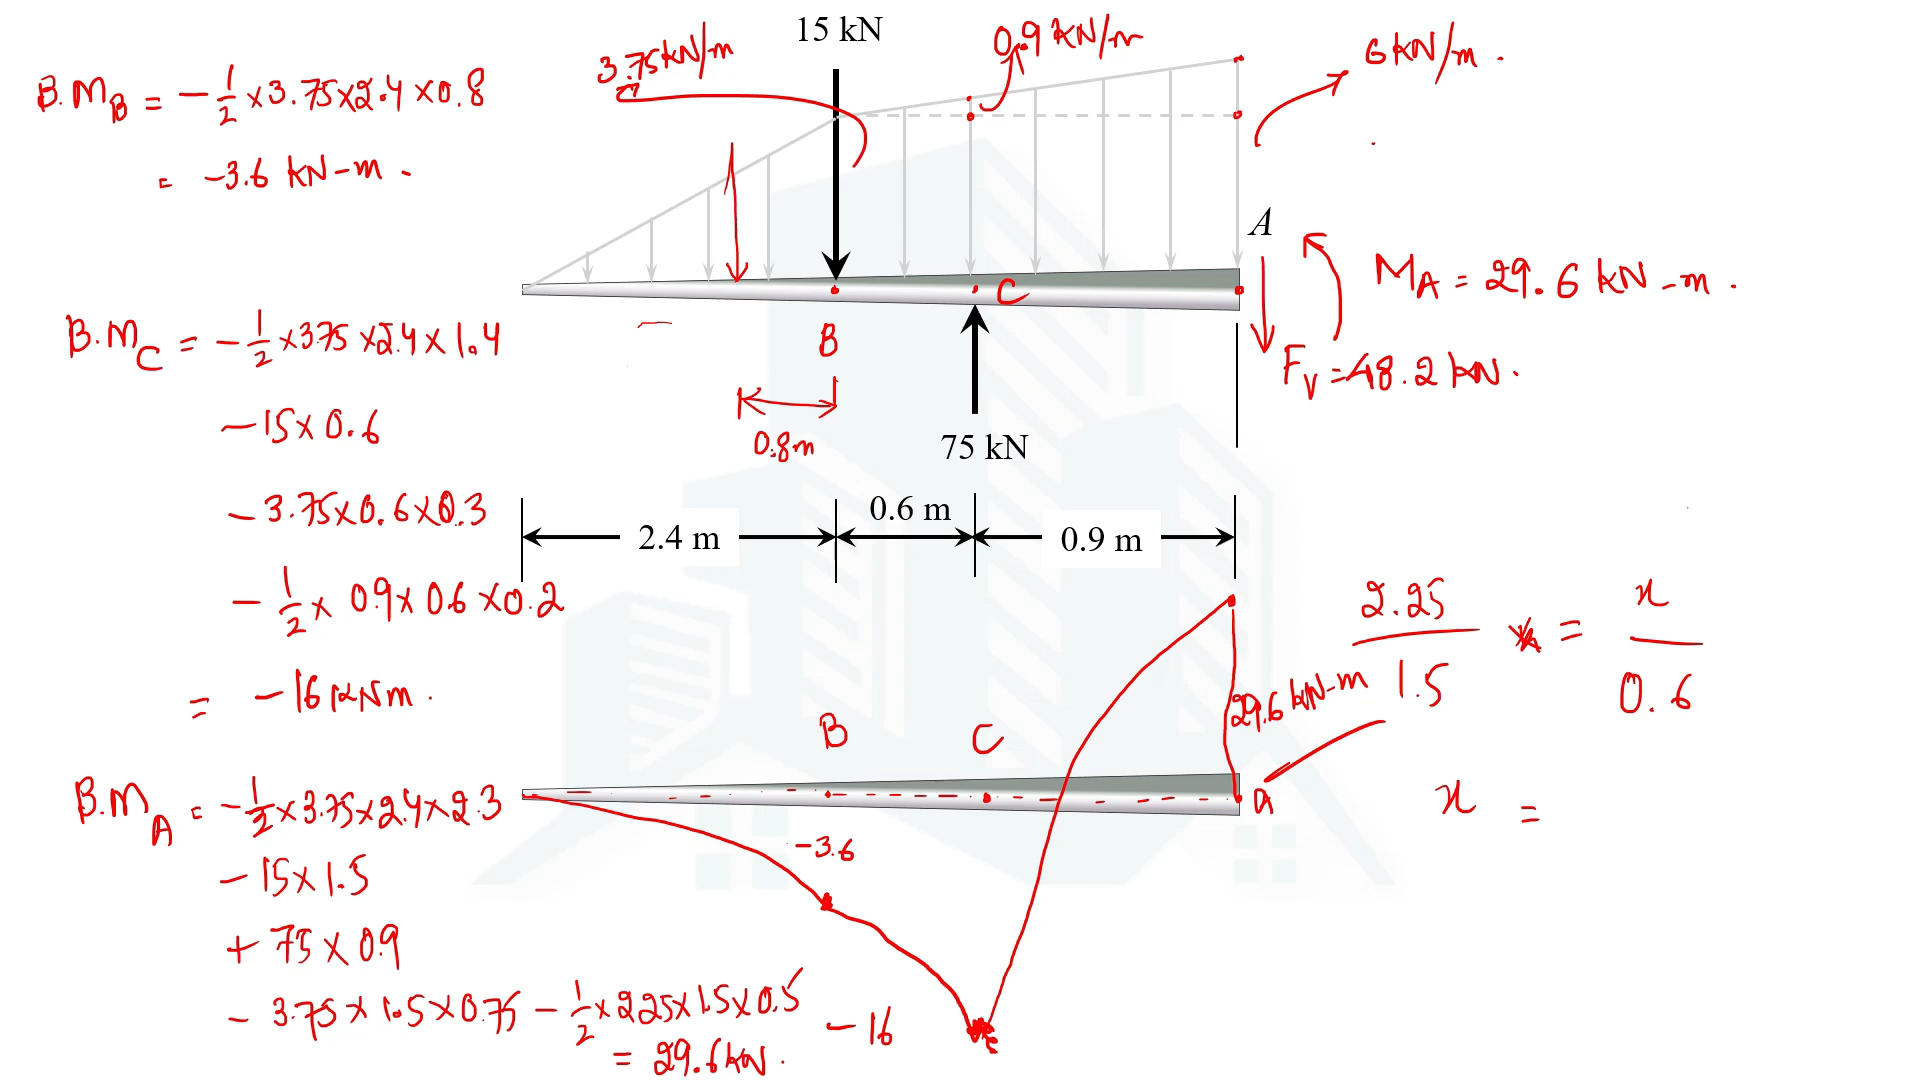 15 kN
3.75 kN/m
0.9 kN/m
6 kN/m .
B.M_B = - 1/2 × 3.75 × 2.4 × 0.8
= -3.6 kN-m .
A
M_A = 29.6 kN-m .
C
B
B.M_C = - 1/2 × 3.75 × 2.4 × 1.4
F_V = 48.2 kN .
-15 × 0.6
0.8m
75 kN
- 3.75 × 0.6 × 0.3
2.4 m
0.6 m
0.9 m
- 1/2 × 0.9 × 0.6 × 0.2
2.25/1.5 = x/0.6
= -16 kNm .
29.6 kN-m
B
C
A
x =
B.M_A = - 1/2 × 3.75 × 2.4 × 2.3
-3.6
- 15 × 1.5
+ 75 × 0.9
- 3.75 × 1.5 × 0.75 - 1/2 × 2.25 × 1.5 × 0.5
-16
= 29.6 kN .